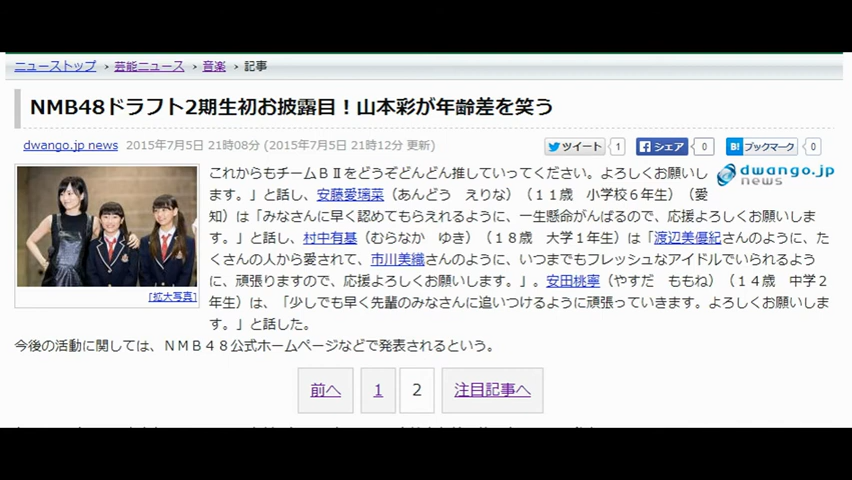 ニューストップ › 芸能ニュース › 音楽 › 記事
NMB48ドラフト2期生初お披露目！山本彩が年齢差を笑う
dwango.jp news 2015年7月5日 21時08分 (2015年7月5日 21時12分 更新)
ツイート 1 シェア 0 B! ブックマーク 0
これからもチームＢⅡをどうぞどんどん推していってください。よろしくお願いし
dwango.jp
news
ます。」と話し、安藤愛璃菜（あんどう　えりな）（１１歳　小学校６年生）（愛
知）は「みなさんに早く認めてもらえるように、一生懸命がんばるので、応援よろしくお願いしま
す。」と話し、村中有基（むらなか　ゆき）（１８歳　大学１年生）は「渡辺美優紀さんのように、た
くさんの人から愛されて、市川美織さんのように、いつまでもフレッシュなアイドルでいられるよう
に、頑張りますので、応援よろしくお願いします。」。安田桃寧（やすだ　ももね）（１４歳　中学２
年生）は、「少しでも早く先輩のみなさんに追いつけるように頑張っていきます。よろしくお願いしま
す。」と話した。
[拡大写真]
今後の活動に関しては、ＮＭＢ４８公式ホームページなどで発表されるという。
前へ 1 2 注目記事へ